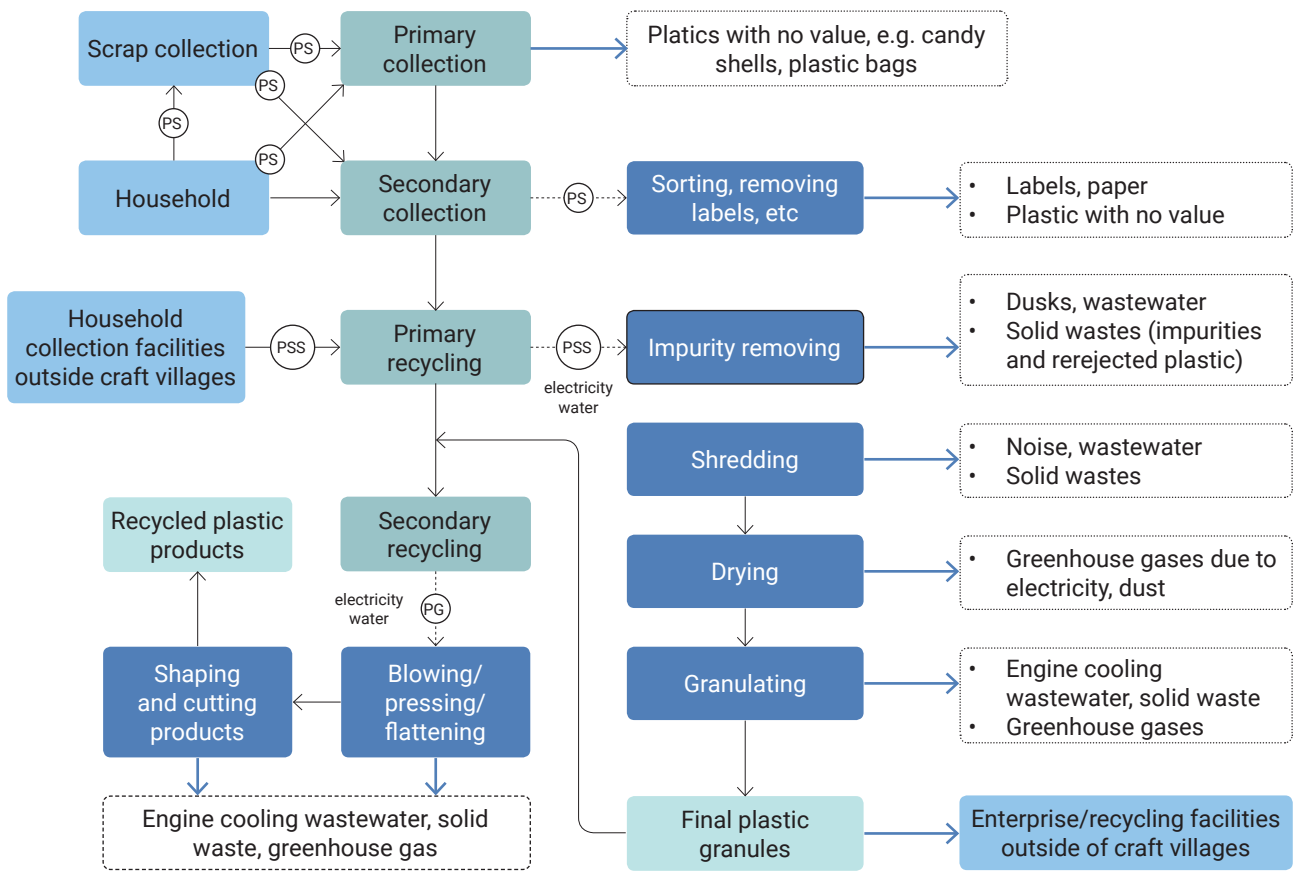 Scrap collection
PS
Primary
collection
Platics with no value, e.g. candy
shells, plastic bags
PS
PS
PS
Household
Secondary
collection
PS
Sorting, removing
labels, etc
• Labels, paper
• Plastic with no value
Household
collection facilities
outside craft villages
PSS
Primary
recycling
PSS
electricity
water
Impurity removing
• Dusks, wastewater
• Solid wastes (impurities
and rerejected plastic)
Shredding
• Noise, wastewater
• Solid wastes
Recycled plastic
products
Secondary
recycling
Drying
• Greenhouse gases due to
electricity, dust
electricity
water
PG
Shaping
and cutting
products
Blowing/
pressing/
flattening
Granulating
• Engine cooling
wastewater, solid waste
• Greenhouse gases
Engine cooling wastewater, solid
waste, greenhouse gas
Final plastic
granules
Enterprise/recycling facilities
outside of craft villages